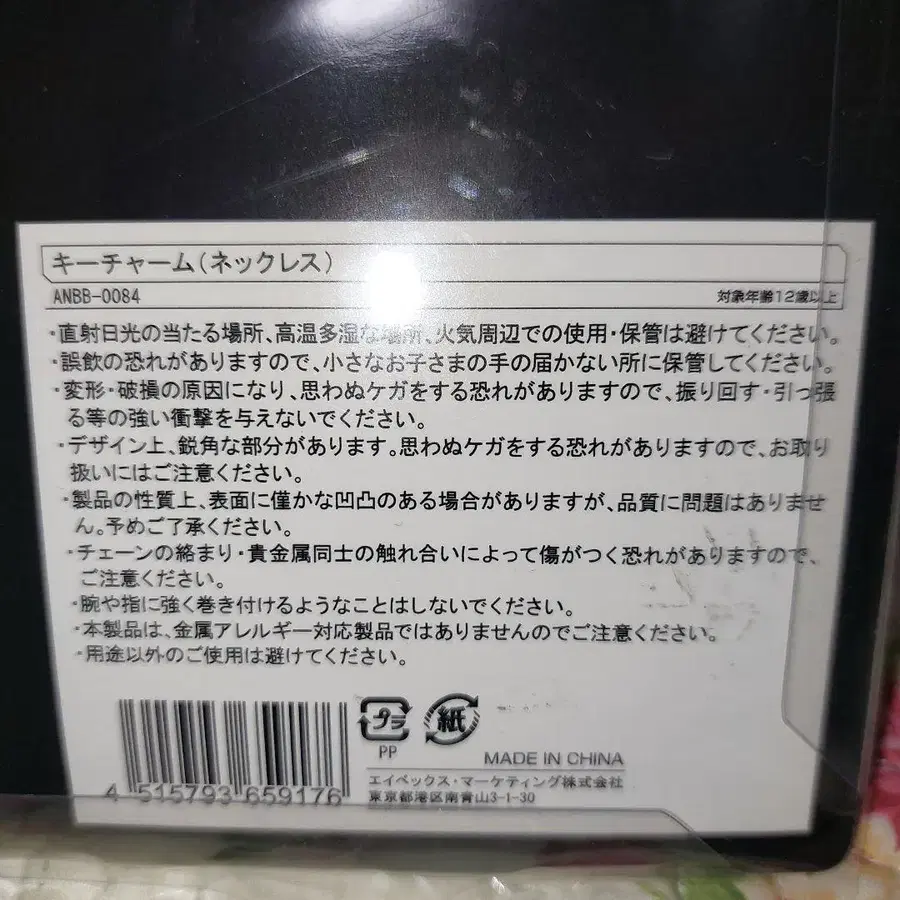 キーチャーム(ネックレス)
ANBB-0084
対象年齢12歳以上
・直射日光の当たる場所、高温多湿な場所、火気周辺での使用・保管は避けてください。
・誤飲の恐れがありますので、小さなお子さまの手の届かない所に保管してください。
・変形・破損の原因になり、思わぬケガをする恐れがありますので、振り回す・引っ張
る等の強い衝撃を与えないでください。
・デザイン上、鋭角な部分があります。思わぬケガをする恐れがありますので、お取り
扱いにはご注意ください。
・製品の性質上、表面に僅かな凹凸のある場合がありますが、品質に問題はありませ
ん。予めご了承ください。
・チェーンの絡まり・貴金属同士の触れ合いによって傷がつく恐れがありますので、
ご注意ください。
・腕や指に強く巻き付けるようなことはしないでください。
・本製品は、金属アレルギー対応製品ではありませんのでご注意ください。
・用途以外のご使用は避けてください。
プラ
PP
紙
MADE IN CHINA
エイベックス・マーケティング株式会社
東京都港区南青山3-1-30
4 515793 659176